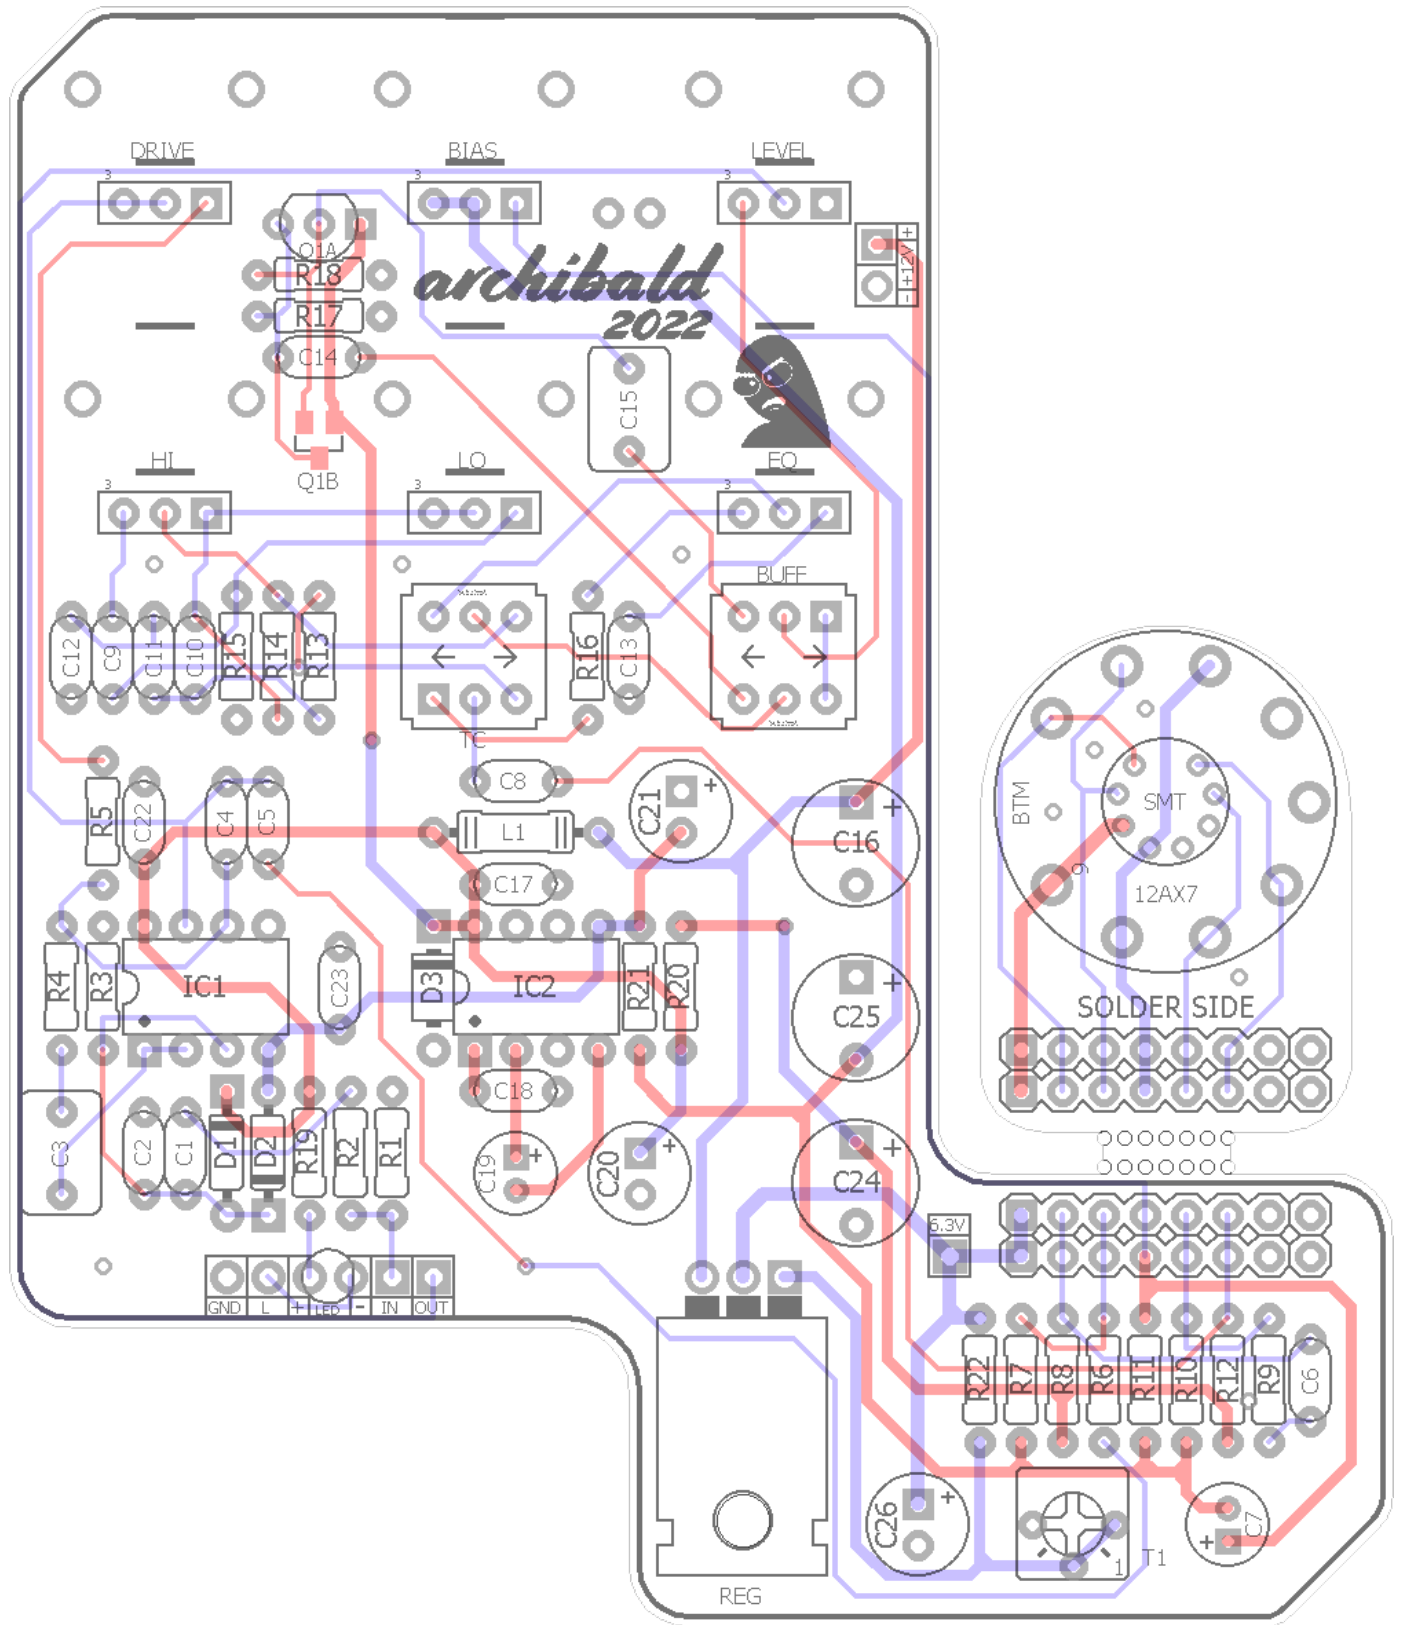 DRIVE
BIAS
LEVEL
3
3
3
Q1A
R18
R17
C14
archibald
2022
+
+12V
-
C15
HI
LO
EQ
3
3
3
Q1B
BUFF
C12
C9
C11
C10
R15
R14
R13
R16
C13
TC
C8
R5
C22
C4
C5
L1
C21
+
C16
+
C17
BTM
SMT
9
12AX7
R4
R3
IC1
C23
D3
IC2
R21
R20
C25
+
SOLDER SIDE
C18
C3
C2
C1
D1
D2
R19
R2
R1
C19
+
C20
+
C24
+
6.3V
GND
L
+
LED
-
IN
OUT
R22
R7
R8
R6
R11
R10
R12
R9
C6
C26
+
1
T1
+
C7
REG